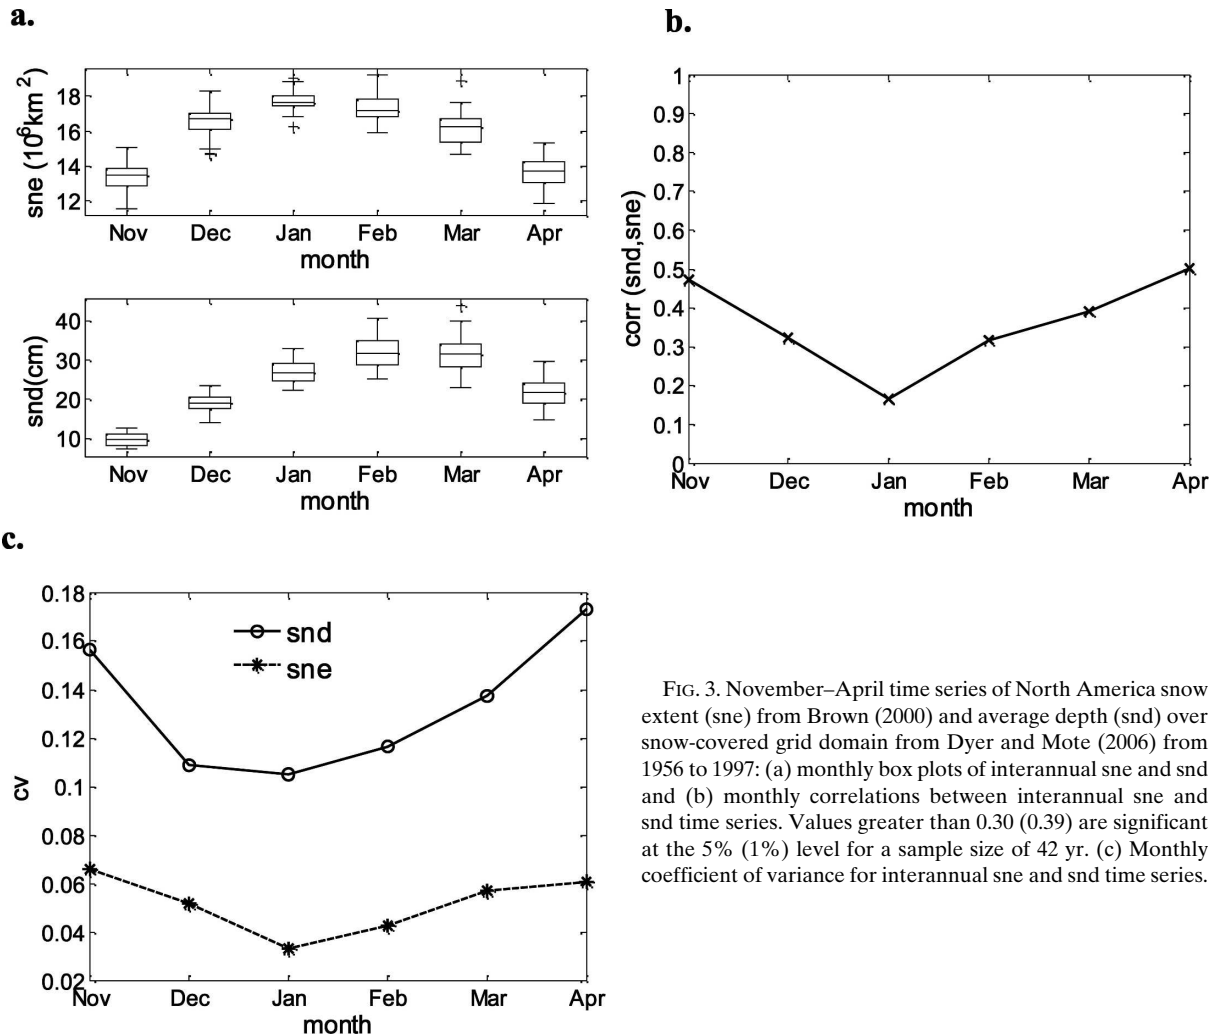 a.
sne (10⁶km²)
18
16
14
12
Nov Dec Jan Feb Mar Apr
month
snd(cm)
40
30
20
10
Nov Dec Jan Feb Mar Apr
month
b.
corr (snd,sne)
1
0.9
0.8
0.7
0.6
0.5
0.4
0.3
0.2
0.1
0
Nov Dec Jan Feb Mar Apr
month
c.
cv
0.18
0.16
0.14
0.12
0.1
0.08
0.06
0.04
0.02
snd
sne
Nov Dec Jan Feb Mar Apr
month
FIG. 3. November–April time series of North America snow
extent (sne) from Brown (2000) and average depth (snd) over
snow-covered grid domain from Dyer and Mote (2006) from
1956 to 1997: (a) monthly box plots of interannual sne and snd
and (b) monthly correlations between interannual sne and
snd time series. Values greater than 0.30 (0.39) are significant
at the 5% (1%) level for a sample size of 42 yr. (c) Monthly
coefficient of variance for interannual sne and snd time series.